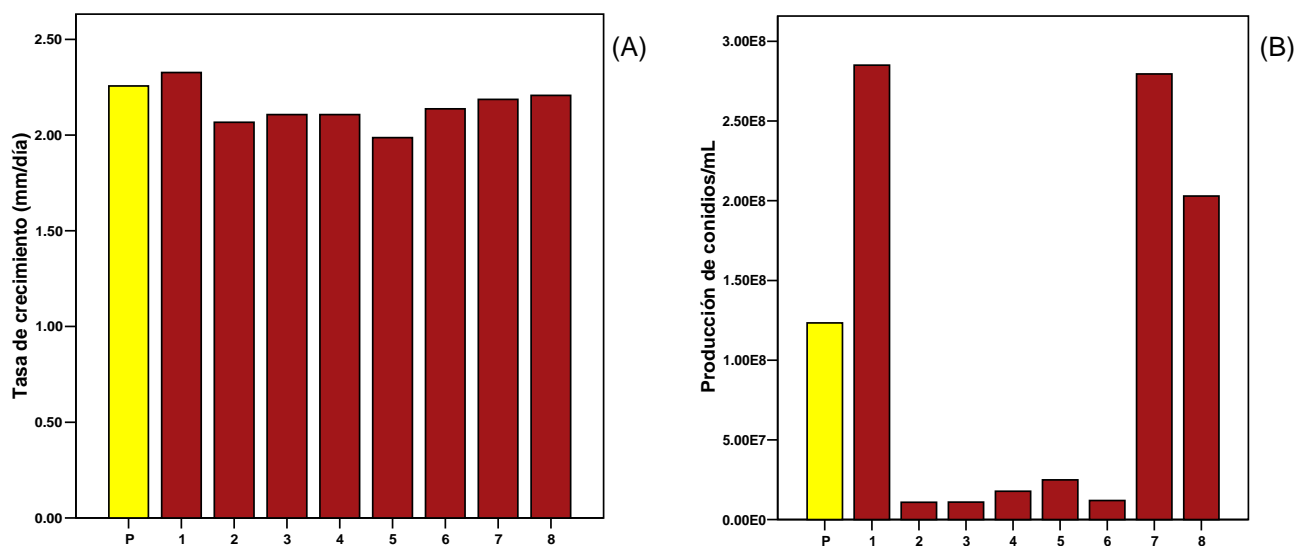 (A)
Tasa de crecimiento (mm/día)
2.50
2.00
1.50
1.00
0.50
0.00
P 1 2 3 4 5 6 7 8
(B)
Producción de conidios/mL
3.00E8
2.50E8
2.00E8
1.50E8
1.00E8
5.00E7
0.00E0
P 1 2 3 4 5 6 7 8